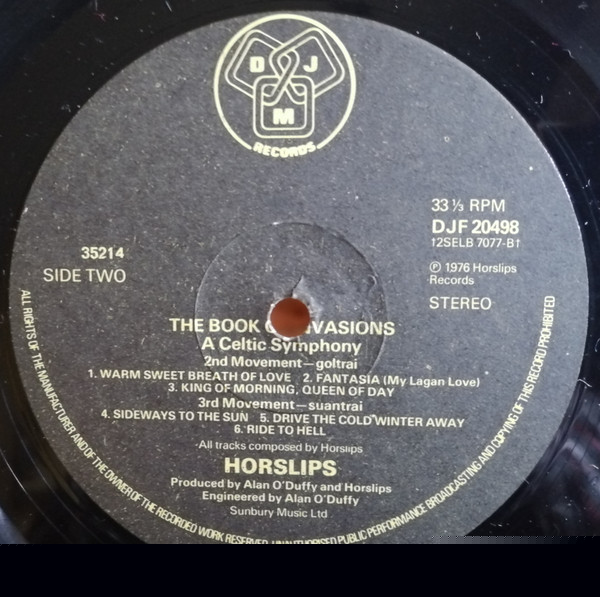 D J
M
RECORDS
33⅓ RPM
DJF 20498
†2SELB 7077-B†
35214
SIDE TWO
℗ 1976 Horslips
Records
STEREO
THE BOOK VASIONS
A Celtic Symphony
2nd Movement—goltrai
1. WARM SWEET BREATH OF LOVE 2. FANTASIA (My Lagan Love)
3. KING OF MORNING, QUEEN OF DAY
3rd Movement—suantrai
4. SIDEWAYS TO THE SUN 5. DRIVE THE COLD WINTER AWAY
6. RIDE TO HELL
All tracks composed by Horslips
HORSLIPS
Produced by Alan O'Duffy and Horslips
Engineered by Alan O'Duffy
Sunbury Music Ltd
ALL RIGHTS OF THE MANUFACTURER AND OF THE OWNER OF THE RECORDED WORK RESERVED. UNAUTHORISED PUBLIC PERFORMANCE BROADCASTING AND COPYING OF THIS RECORD PROHIBITED